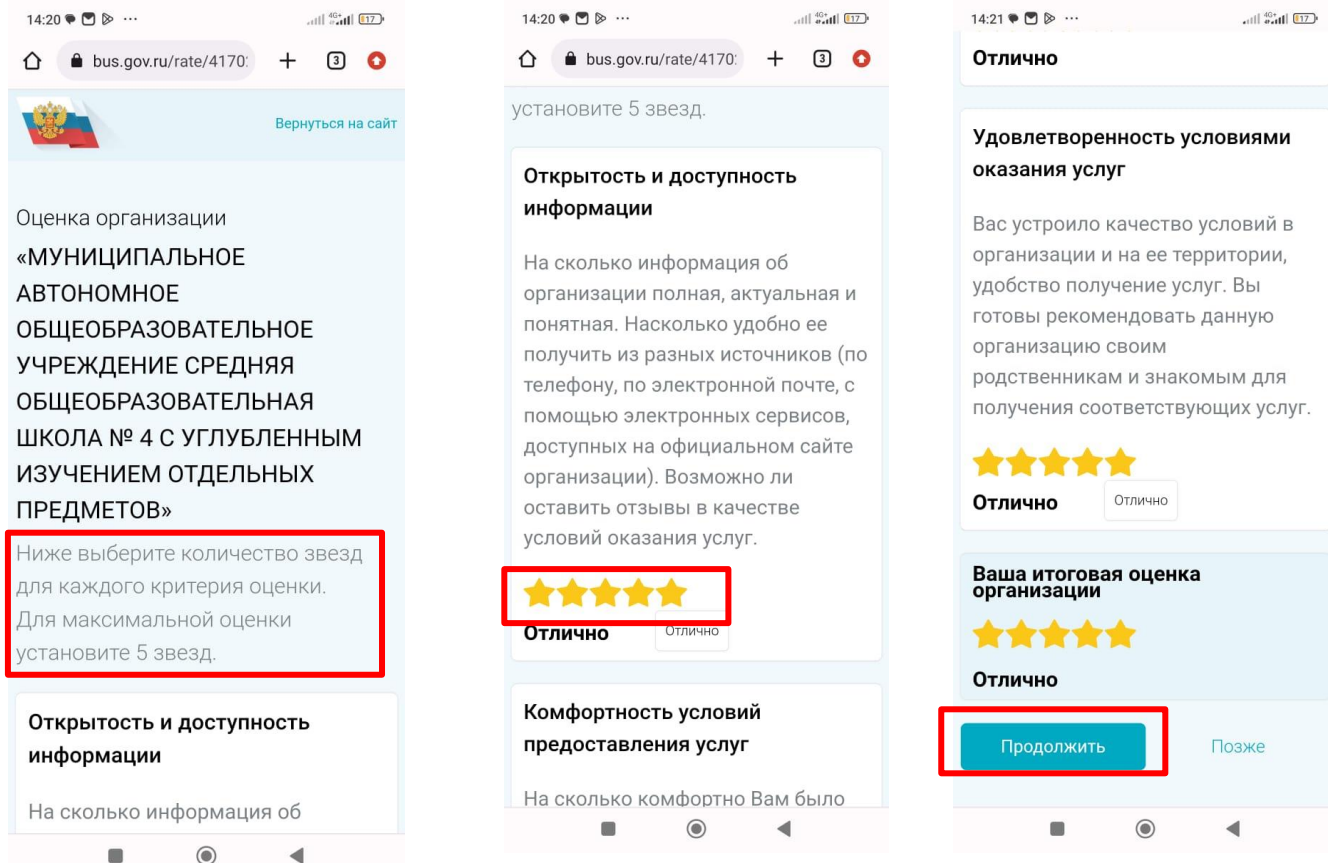 14:20
4G+
17
bus.gov.ru/rate/4170
3
Вернуться на сайт
Оценка организации
«МУНИЦИПАЛЬНОЕ
АВТОНОМНОЕ
ОБЩЕОБРАЗОВАТЕЛЬНОЕ
УЧРЕЖДЕНИЕ СРЕДНЯЯ
ОБЩЕОБРАЗОВАТЕЛЬНАЯ
ШКОЛА № 4 С УГЛУБЛЕННЫМ
ИЗУЧЕНИЕМ ОТДЕЛЬНЫХ
ПРЕДМЕТОВ»
Ниже выберите количество звезд
для каждого критерия оценки.
Для максимальной оценки
установите 5 звезд.
Открытость и доступность
информации
На сколько информация об
14:20
4G+
17
bus.gov.ru/rate/4170
3
установите 5 звезд.
Открытость и доступность
информации
На сколько информация об
организации полная, актуальная и
понятная. Насколько удобно ее
получить из разных источников (по
телефону, по электронной почте, с
помощью электронных сервисов,
доступных на официальном сайте
организации). Возможно ли
оставить отзывы в качестве
условий оказания услуг.
Отлично
Отлично
Комфортность условий
предоставления услуг
На сколько комфортно Вам было
14:21
4G+
17
Отлично
Удовлетворенность условиями
оказания услуг
Вас устроило качество условий в
организации и на ее территории,
удобство получение услуг. Вы
готовы рекомендовать данную
организацию своим
родственникам и знакомым для
получения соответствующих услуг.
Отлично
Отлично
Ваша итоговая оценка
организации
Отлично
Продолжить
Позже